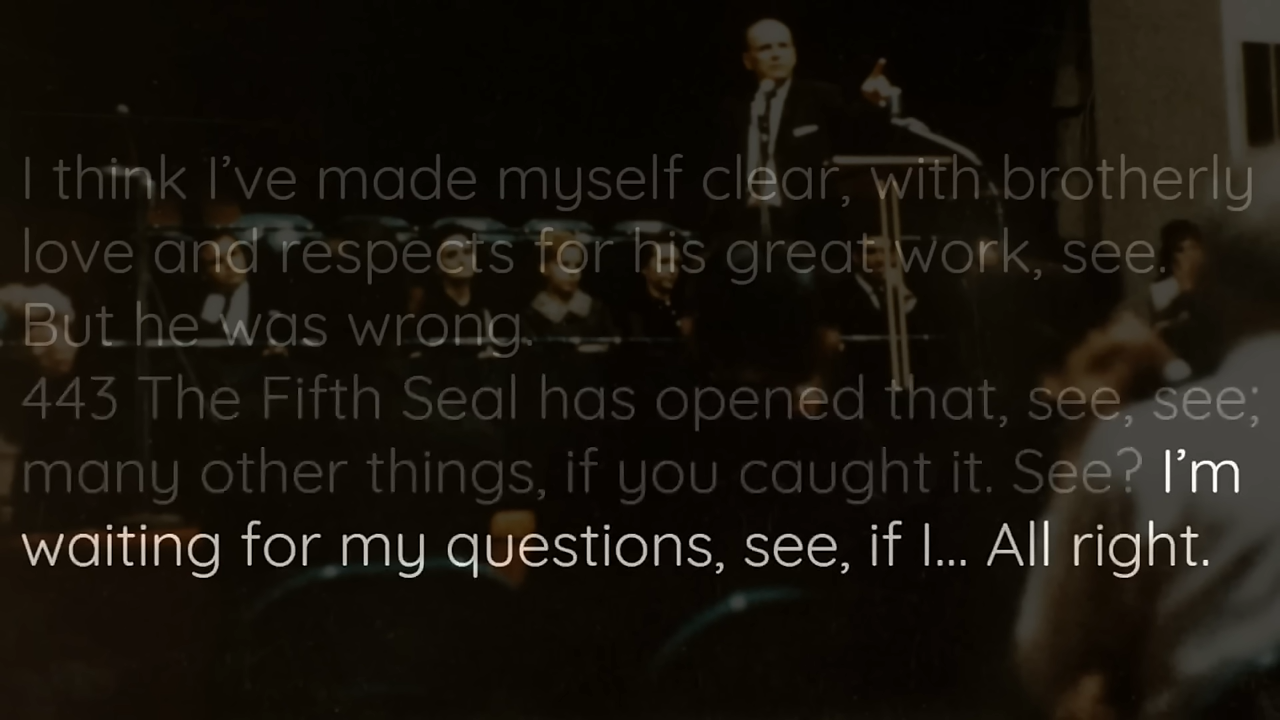 I think I’ve made myself clear, with brotherly
love and respects for his great work, see.
But he was wrong.
443 The Fifth Seal has opened that, see, see;
many other things, if you caught it. See? I’m
waiting for my questions, see, if I... All right.